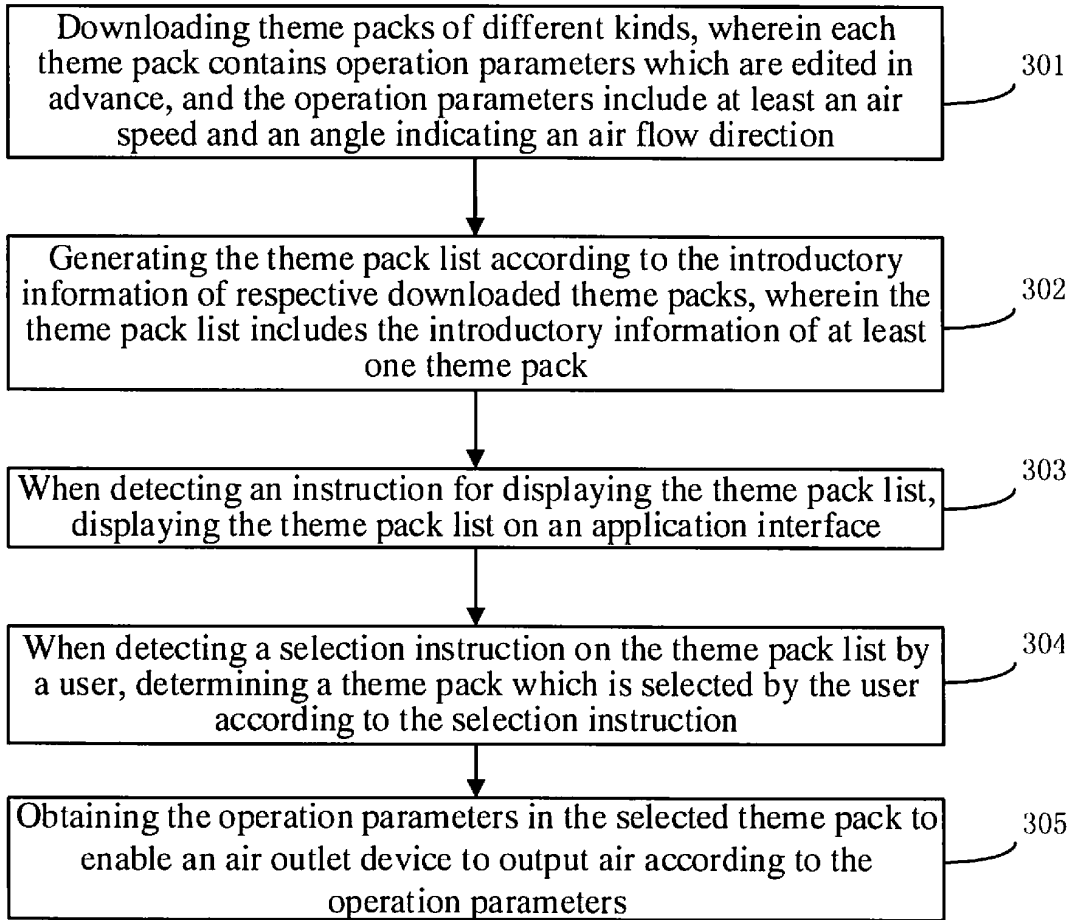 Downloading theme packs of different kinds, wherein each
theme pack contains operation parameters which are edited in
advance, and the operation parameters include at least an air
speed and an angle indicating an air flow direction
301
Generating the theme pack list according to the introductory
information of respective downloaded theme packs, wherein the
theme pack list includes the introductory information of at least
one theme pack
302
When detecting an instruction for displaying the theme pack list,
displaying the theme pack list on an application interface
303
When detecting a selection instruction on the theme pack list by
a user, determining a theme pack which is selected by the user
according to the selection instruction
304
Obtaining the operation parameters in the selected theme pack to
enable an air outlet device to output air according to the
operation parameters
305